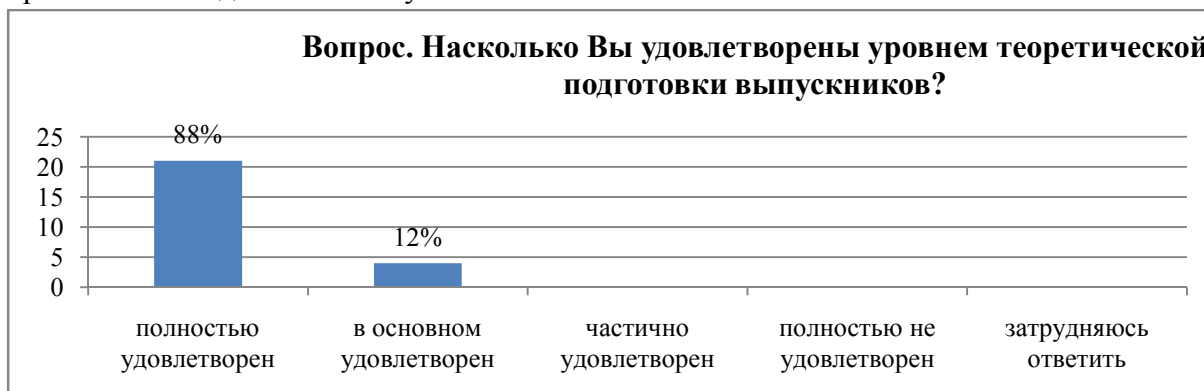 Вопрос. Насколько Вы удовлетворены уровнем теоретической
подготовки выпускников?
25
20
15
10
5
0
88%
12%
полностью
удовлетворен
в основном
удовлетворен
частично
удовлетворен
полностью не
удовлетворен
затрудняюсь
ответить